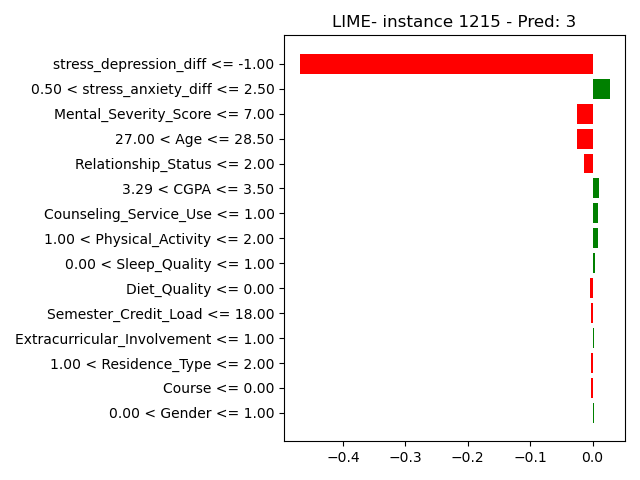 LIME- instance 1215 - Pred: 3
stress_depression_diff <= -1.00
0.50 < stress_anxiety_diff <= 2.50
Mental_Severity_Score <= 7.00
27.00 < Age <= 28.50
Relationship_Status <= 2.00
3.29 < CGPA <= 3.50
Counseling_Service_Use <= 1.00
1.00 < Physical_Activity <= 2.00
0.00 < Sleep_Quality <= 1.00
Diet_Quality <= 0.00
Semester_Credit_Load <= 18.00
Extracurricular_Involvement <= 1.00
1.00 < Residence_Type <= 2.00
Course <= 0.00
0.00 < Gender <= 1.00
−0.4 −0.3 −0.2 −0.1 0.0